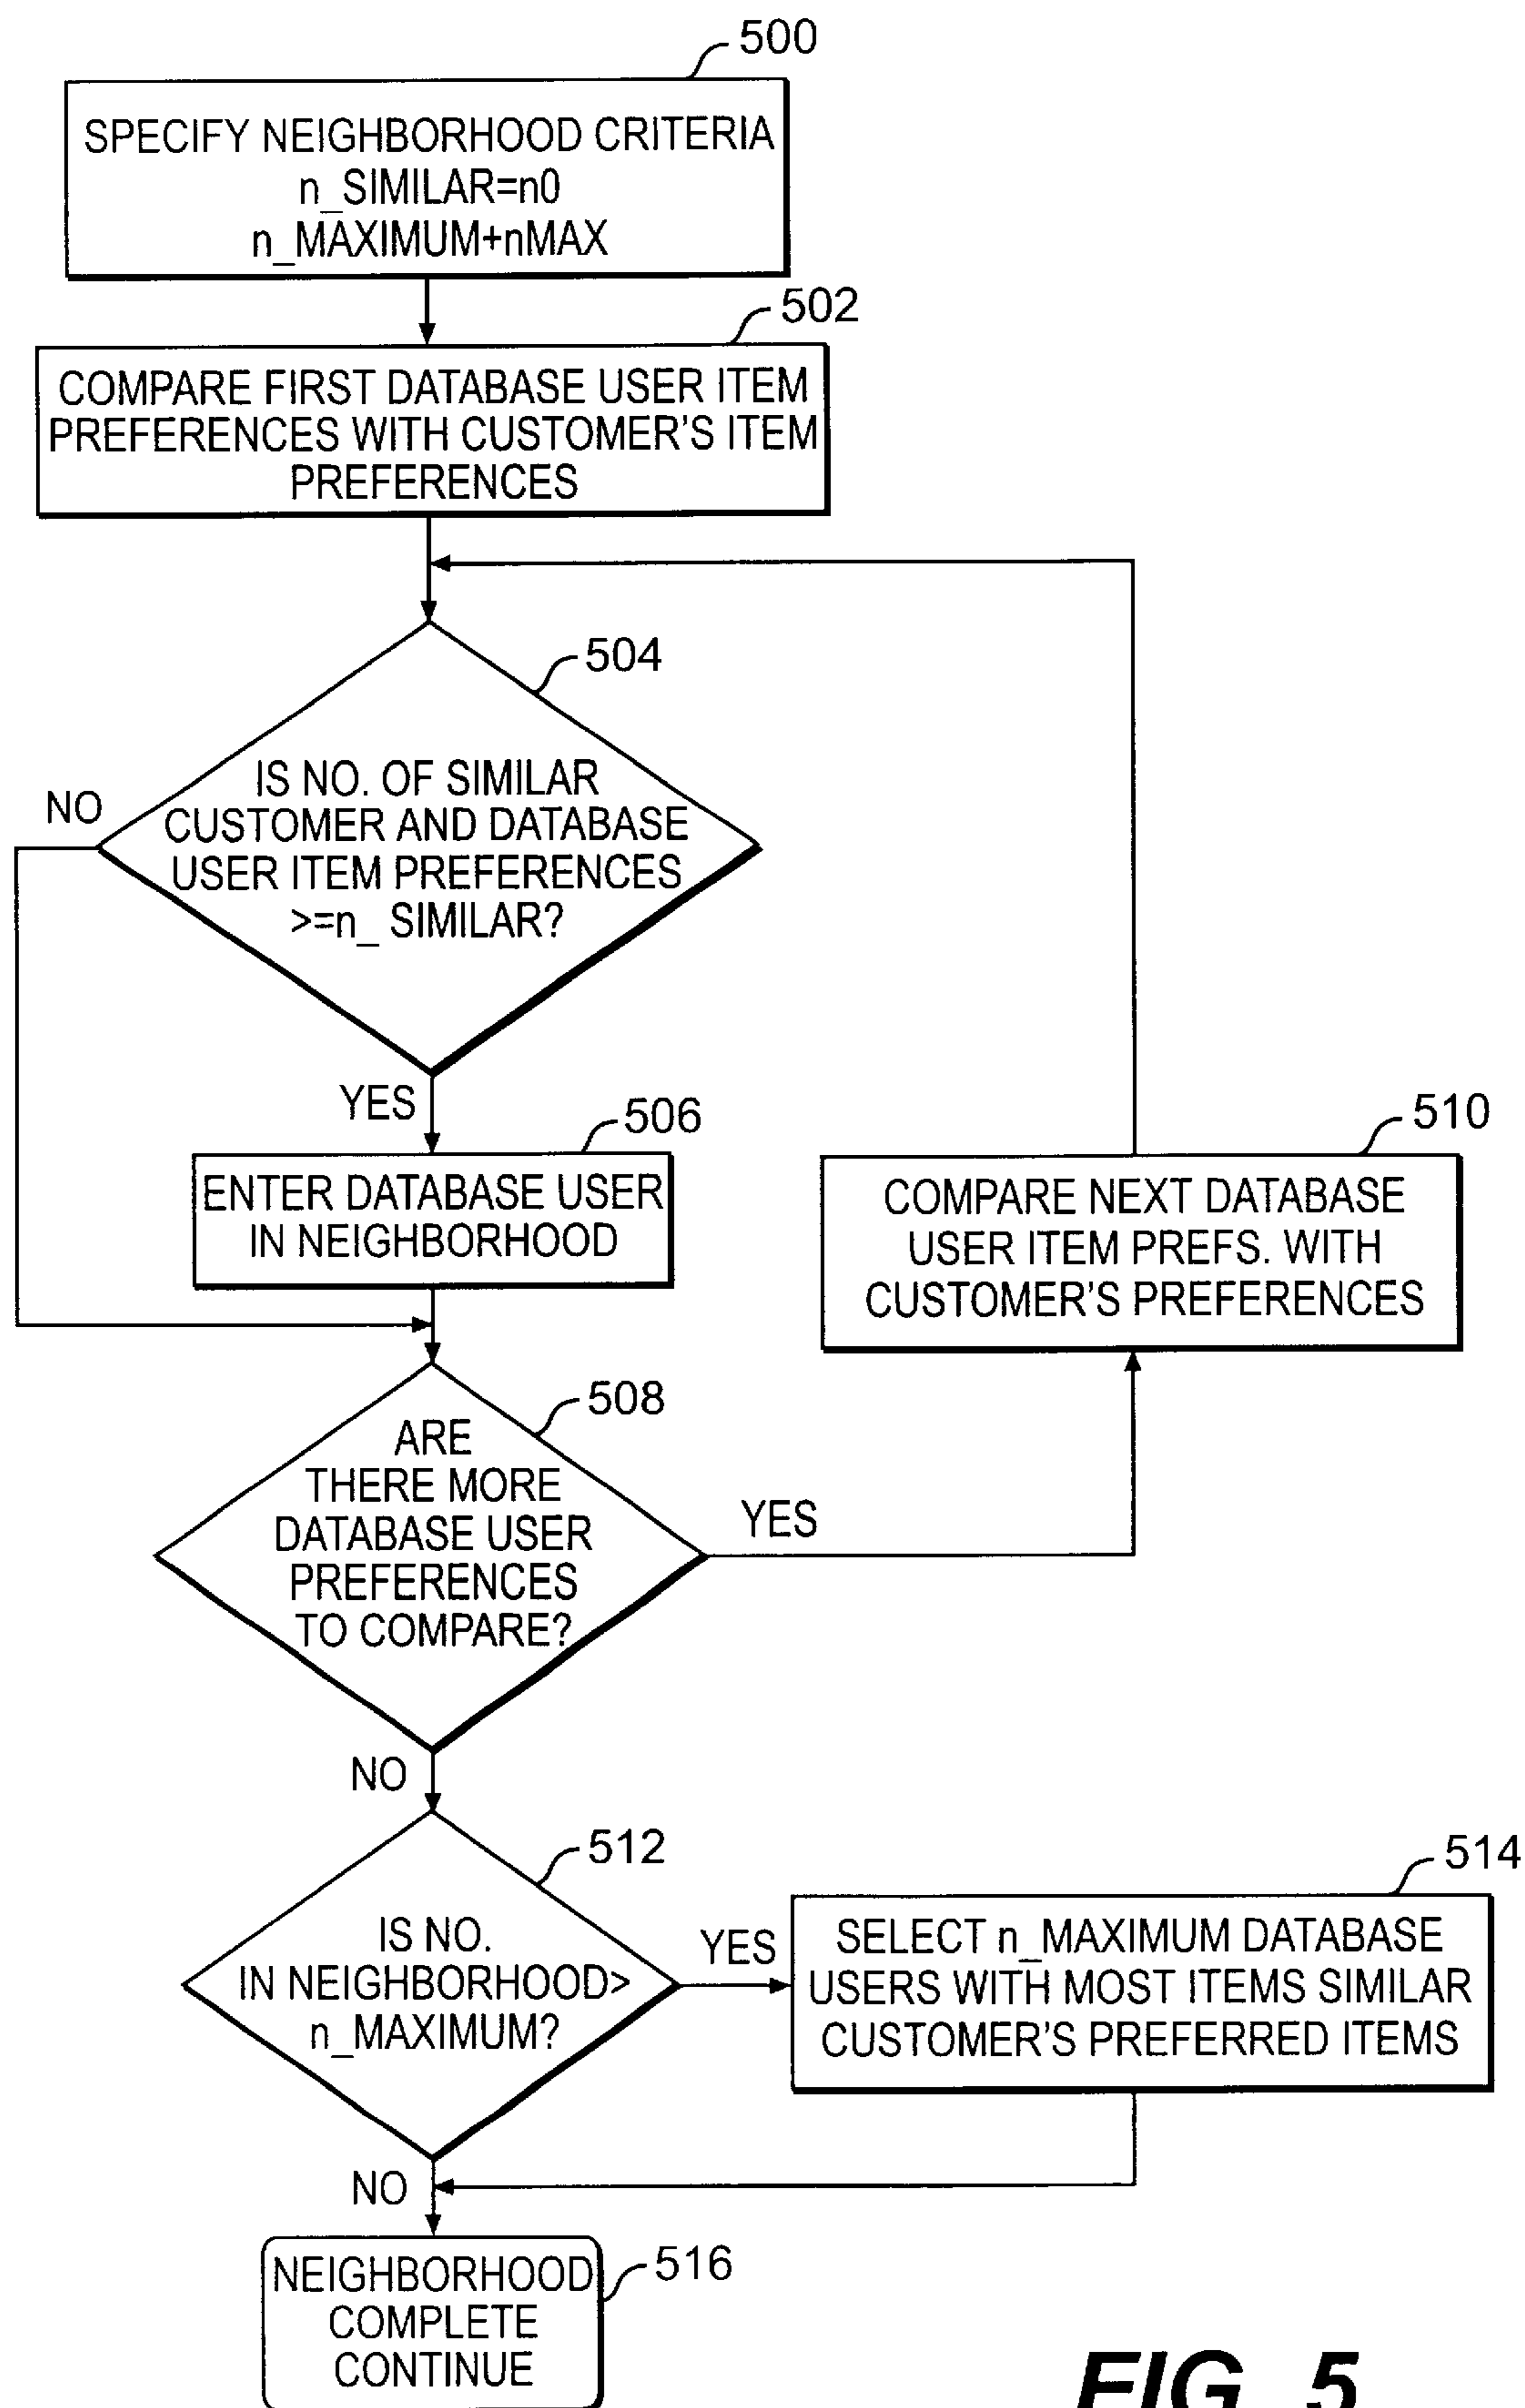 500
SPECIFY NEIGHBORHOOD CRITERIA
n_SIMILAR=n0
n_MAXIMUM+nMAX
502
COMPARE FIRST DATABASE USER ITEM
PREFERENCES WITH CUSTOMER'S ITEM
PREFERENCES
504
IS NO. OF SIMILAR
CUSTOMER AND DATABASE
USER ITEM PREFERENCES
>=n_ SIMILAR?
NO
YES
506
ENTER DATABASE USER
IN NEIGHBORHOOD
510
COMPARE NEXT DATABASE
USER ITEM PREFS. WITH
CUSTOMER'S PREFERENCES
508
ARE
THERE MORE
DATABASE USER
PREFERENCES
TO COMPARE?
YES
NO
512
IS NO.
IN NEIGHBORHOOD>
n_MAXIMUM?
YES
514
SELECT n_MAXIMUM DATABASE
USERS WITH MOST ITEMS SIMILAR
CUSTOMER'S PREFERRED ITEMS
NO
516
NEIGHBORHOOD
COMPLETE
CONTINUE
FIG. 5